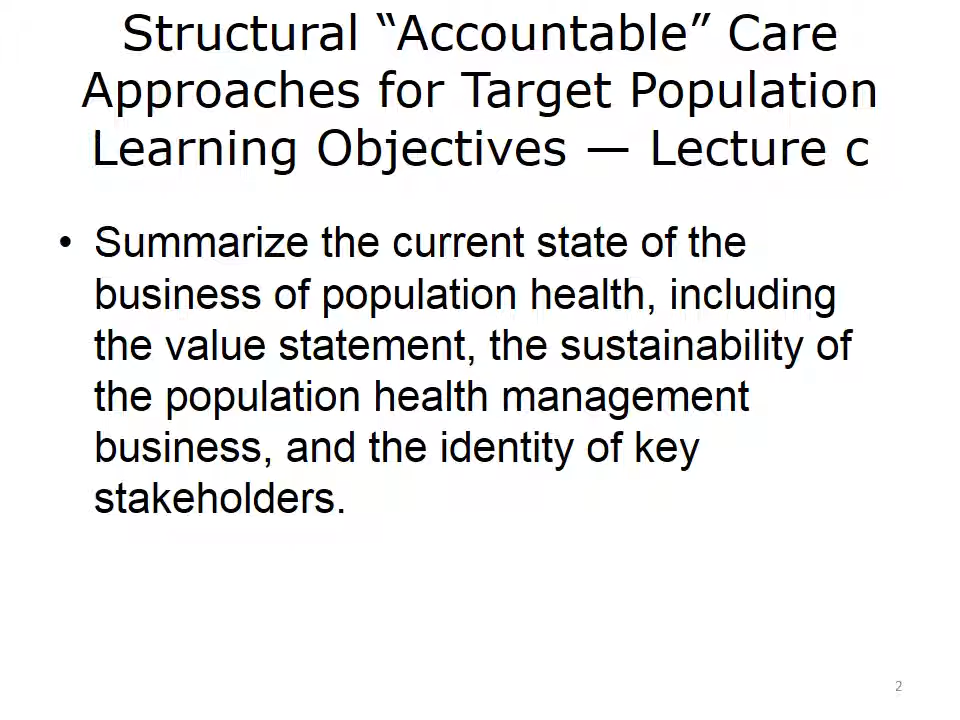 Structural “Accountable” Care
Approaches for Target Population
Learning Objectives — Lecture c
• Summarize the current state of the
business of population health, including
the value statement, the sustainability of
the population health management
business, and the identity of key
stakeholders.
2